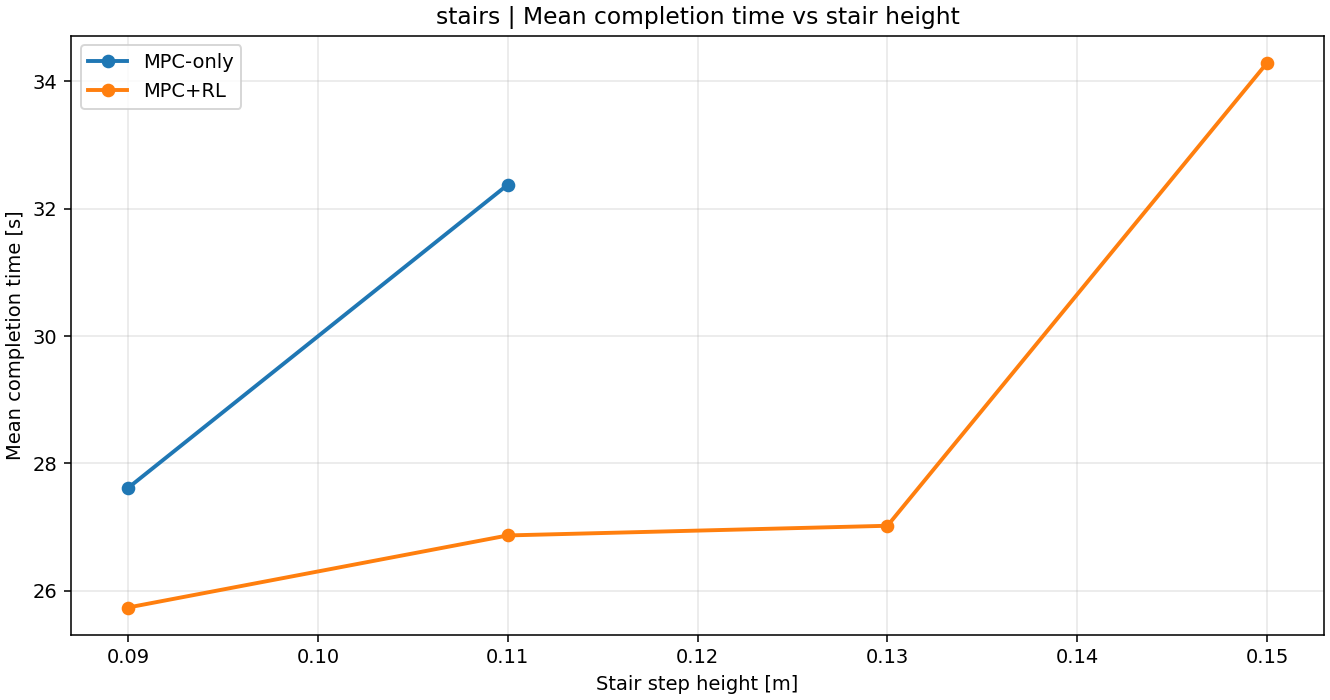 stairs | Mean completion time vs stair height
MPC-only
MPC+RL
Mean completion time [s]
34
32
30
28
26
0.09 0.10 0.11 0.12 0.13 0.14 0.15
Stair step height [m]